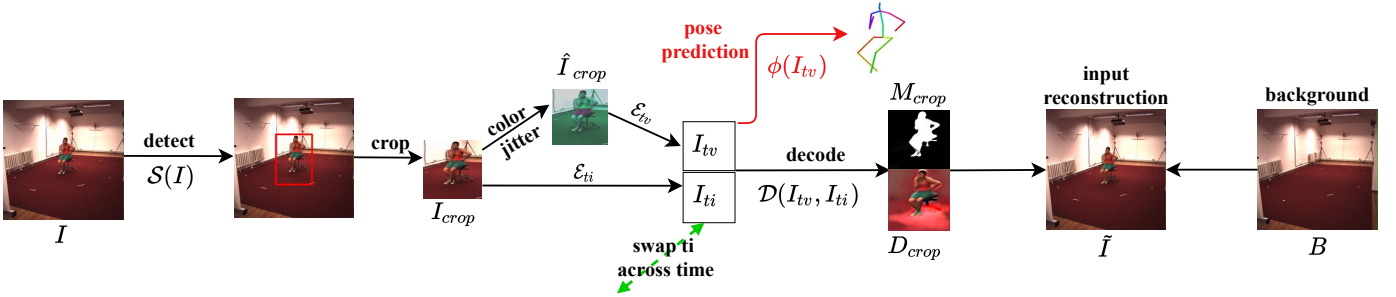 I
detect
𝒮(I)
crop
I_crop
color
jitter
Î_crop
ℰ_tv
ℰ_ti
I_tv
I_ti
swap ti
across time
pose
prediction
ϕ(I_tv)
decode
𝒟(I_tv, I_ti)
M_crop
D_crop
input
reconstruction
Ĩ
background
B